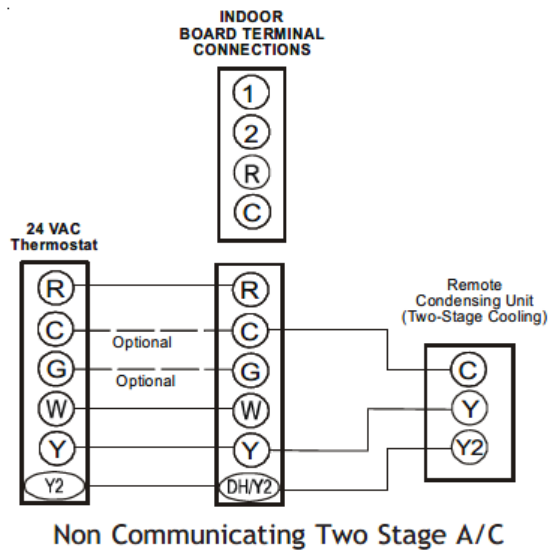 INDOOR
BOARD TERMINAL
CONNECTIONS
1
2
R
C
24 VAC
Thermostat
R
C
G
W
Y
Y2
Optional
Optional
R
C
G
W
Y
DH/Y2
Remote
Condensing Unit
(Two-Stage Cooling)
C
Y
Y2
Non Communicating Two Stage A/C